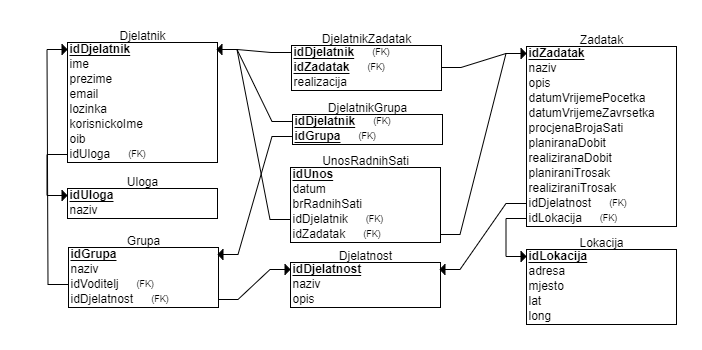 Djelatnik
idDjelatnik
ime
prezime
email
lozinka
korisnickoIme
oib
idUloga (FK)
Uloga
idUloga
naziv
Grupa
idGrupa
naziv
idVoditelj (FK)
idDjelatnost (FK)
DjelatnikZadatak
idDjelatnik (FK)
idZadatak (FK)
realizacija
DjelatnikGrupa
idDjelatnik (FK)
idGrupa (FK)
UnosRadnihSati
idUnos
datum
brRadnihSati
idDjelatnik (FK)
idZadatak (FK)
Djelatnost
idDjelatnost
naziv
opis
Zadatak
idZadatak
naziv
opis
datumVrijemePocetka
datumVrijemeZavrsetka
procjenaBrojaSati
planiranaDobit
realiziranaDobit
planiraniTrosak
realiziraniTrosak
idDjelatnost (FK)
idLokacija (FK)
Lokacija
idLokacija
adresa
mjesto
lat
long